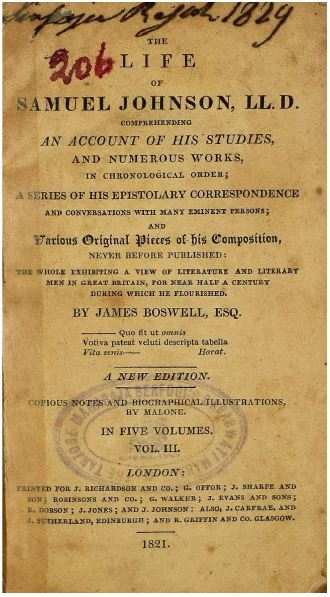 1829
206
THE
LIFE
OF
SAMUEL JOHNSON, LL.D.
COMPREHENDING
AN ACCOUNT OF HIS STUDIES,
AND NUMEROUS WORKS,
IN CHRONOLOGICAL ORDER;
A SERIES OF HIS EPISTOLARY CORRESPONDENCE
AND CONVERSATIONS WITH MANY EMINENT PERSONS;
AND
Various Original Pieces of his Composition,
NEVER BEFORE PUBLISHED:
THE WHOLE EXHIBITING A VIEW OF LITERATURE AND LITERARY
MEN IN GREAT BRITAIN, FOR NEAR HALF A CENTURY
DURING WHICH HE FLOURISHED.
BY JAMES BOSWELL, ESQ.
——— Quo fit ut omnis
Votiva pateat veluti descripta tabella
Vita senis—— Horat.
A NEW EDITION.
COPIOUS NOTES AND BIOGRAPHICAL ILLUSTRATIONS,
BY MALONE.
IN FIVE VOLUMES.
VOL. III.
LONDON:
PRINTED FOR J. RICHARDSON AND CO.; G. OFFOR; J. SHARPE AND
SON; ROBINSONS AND CO.; G. WALKER; J. EVANS AND SONS;
R. DOBSON; J. JONES; AND J. JOHNSON: ALSO, J. CARFRAE, AND
J. SUTHERLAND, EDINBURGH; AND R. GRIFFIN AND CO. GLASGOW.
1821.